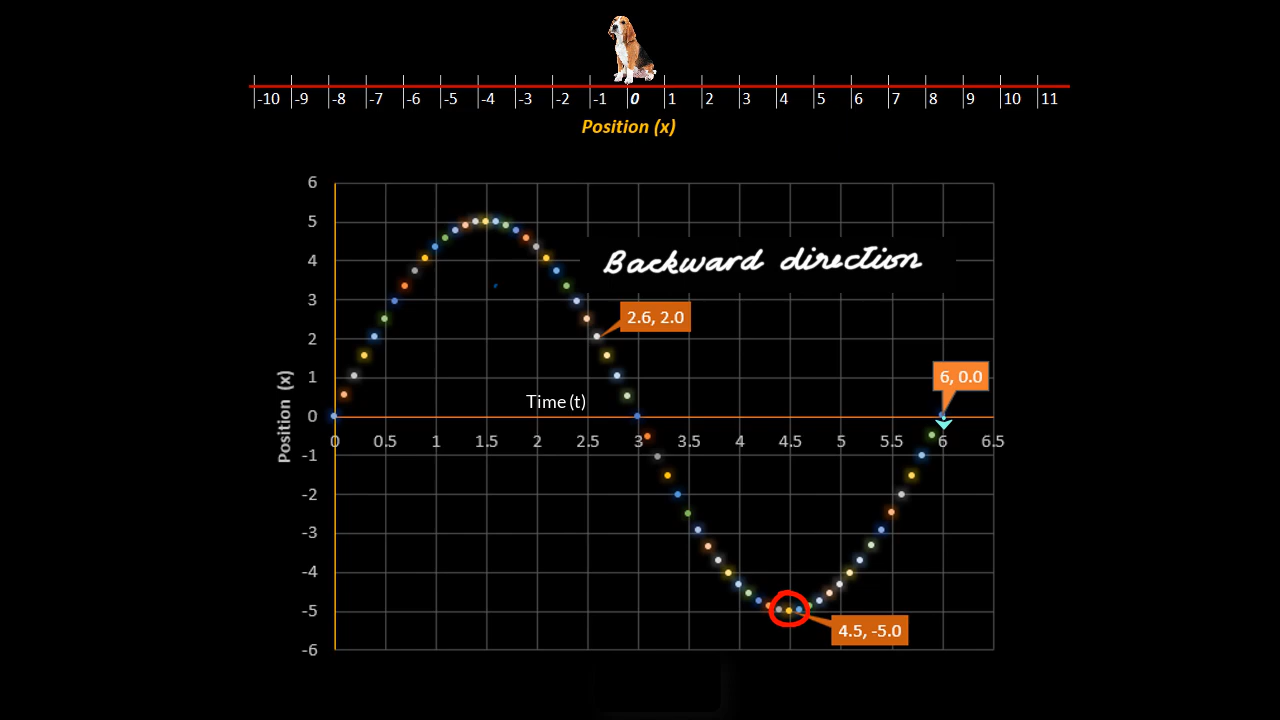 -10 -9 -8 -7 -6 -5 -4 -3 -2 -1 0 1 2 3 4 5 6 7 8 9 10 11
Position (x)
6
5
Backward direction
4
3
2.6, 2.0
2
6, 0.0
1
Time (t)
0
Position (x)
0 0.5 1 1.5 2 2.5 3 3.5 4 4.5 5 5.5 6 6.5
-1
-2
-3
-4
-5
4.5, -5.0
-6